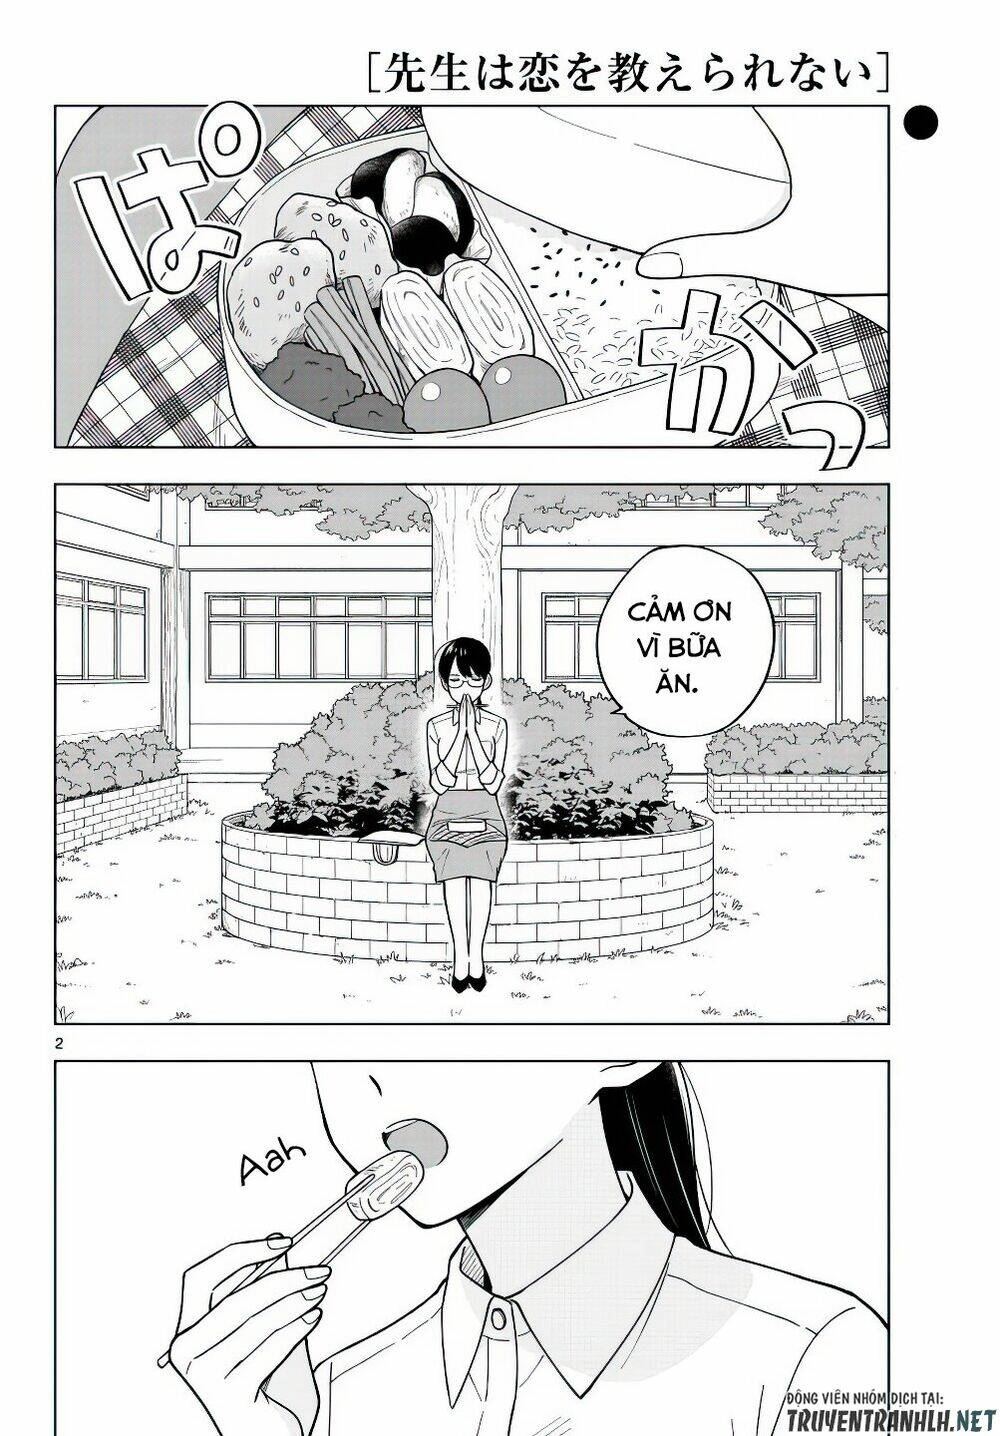 ［先生は恋を教えられない］
ぱかっ
CẢM ƠN
VÌ BỮA
ĂN.
2
Aah
ĐỘNG VIÊN NHÓM DỊCH TẠI:
TRUYENTRANHLH.NET